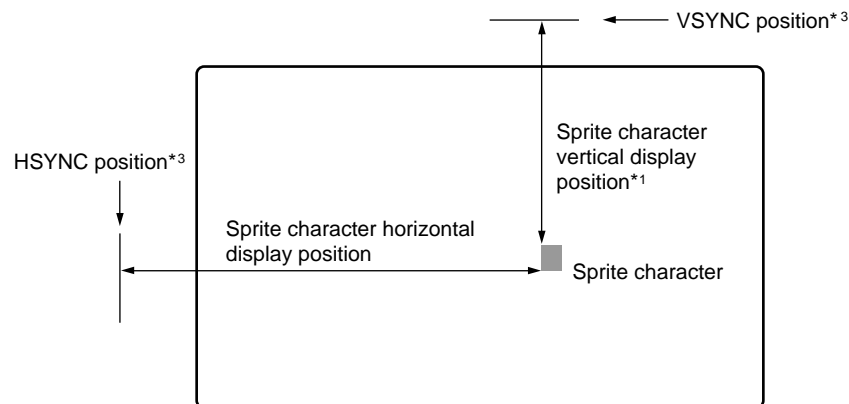 VSYNC position*3
Sprite character
vertical display
position*1
HSYNC position*3
Sprite character horizontal
display position
Sprite character